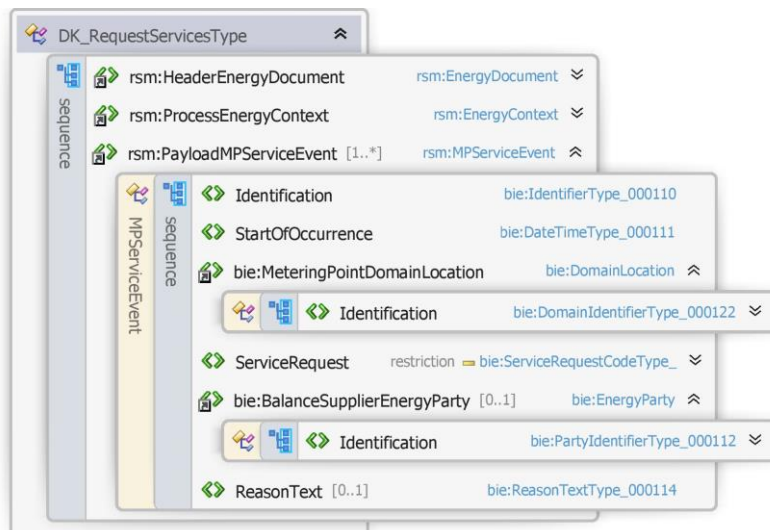 DK_RequestServicesType
sequence
rsm:HeaderEnergyDocument rsm:EnergyDocument
rsm:ProcessEnergyContext rsm:EnergyContext
rsm:PayloadMPServiceEvent [1..*] rsm:MPServiceEvent
MPServiceEvent
sequence
Identification bie:IdentifierType_000110
StartOfOccurrence bie:DateTimeType_000111
bie:MeteringPointDomainLocation bie:DomainLocation
Identification bie:DomainIdentifierType_000122
ServiceRequest restriction bie:ServiceRequestCodeType_
bie:BalanceSupplierEnergyParty [0..1] bie:EnergyParty
Identification bie:PartyIdentifierType_000112
ReasonText [0..1] bie:ReasonTextType_000114